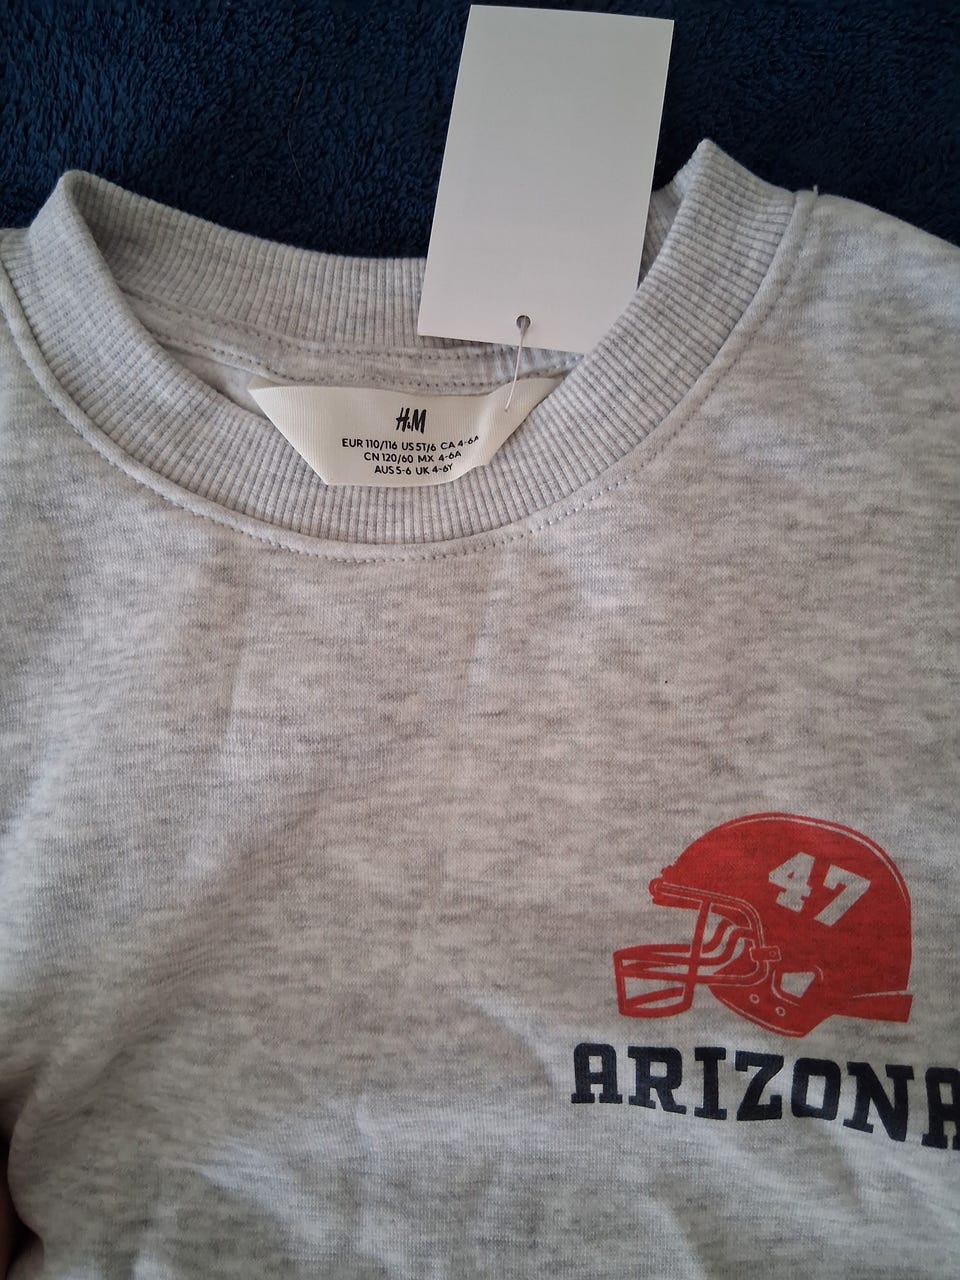 H&M
EUR 110/116 US 5T/6 CA 4-6A
CN 120/60 MX 4-6A
AUS 5-6 UK 4-6Y
47
ARIZONA